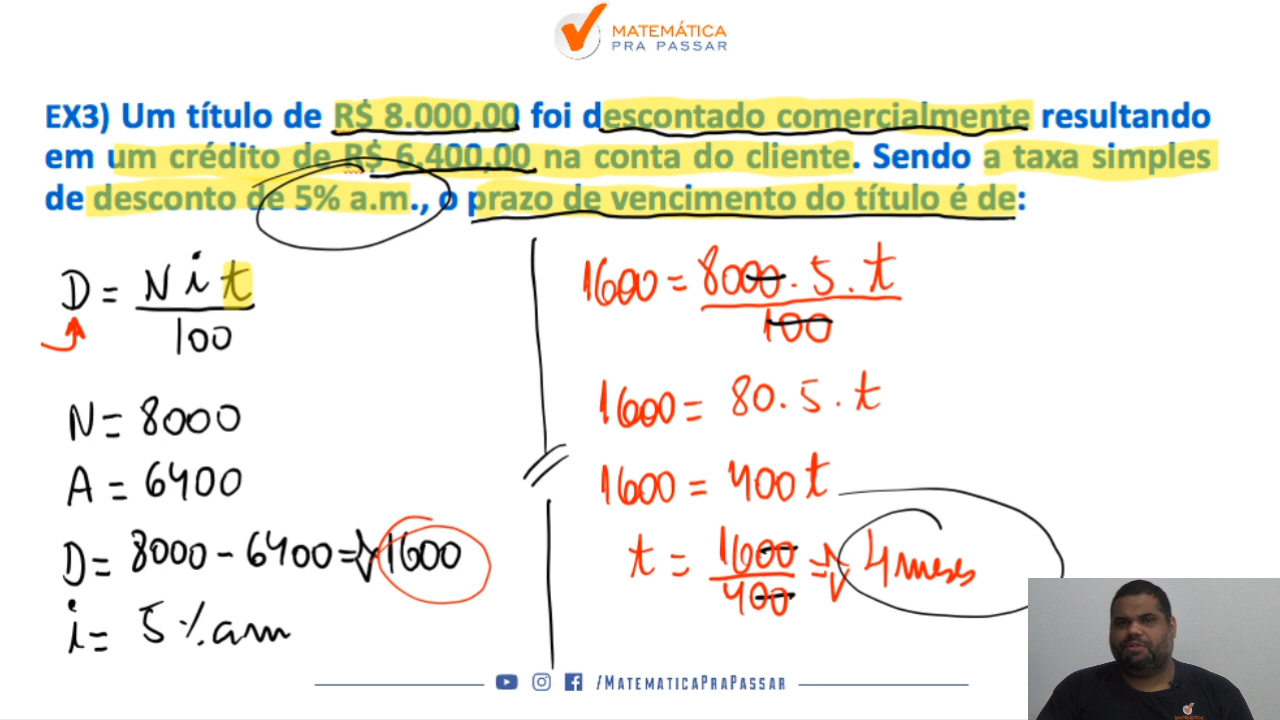 MATEMÁTICA
PRA PASSAR
EX3) Um título de R$ 8.000,00 foi descontado comercialmente resultando
em um crédito de R$ 6.400,00 na conta do cliente. Sendo a taxa simples
de desconto de 5% a.m., o prazo de vencimento do título é de:
D = N i t
100
N = 8000
A = 6400
D = 8000 - 6400 => 1600
i = 5% am
1600 = 8000 . 5 . t
100
1600 = 80 . 5 . t
1600 = 400 t
t = 1600
400
=> 4 meses
/MATEMATICAPRAPASSAR
MATEMÁTICA